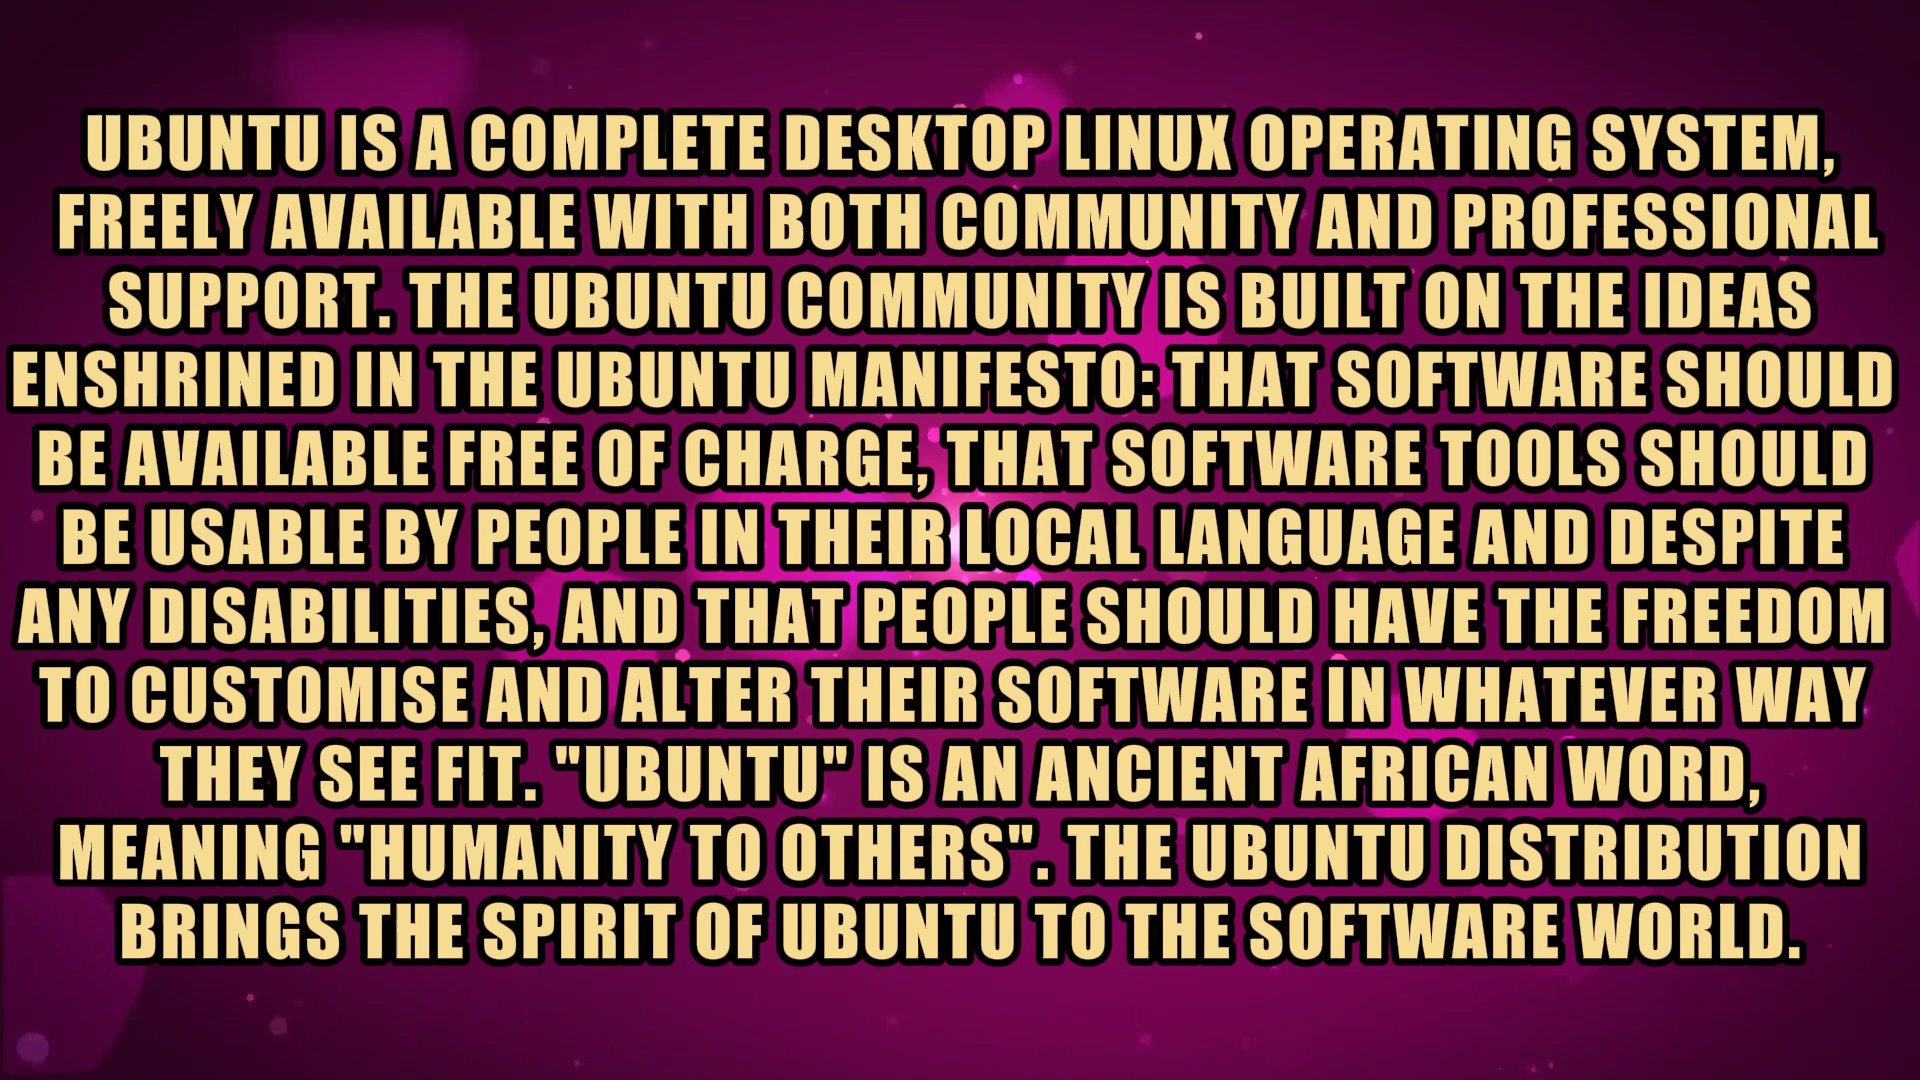 UBUNTU IS A COMPLETE DESKTOP LINUX OPERATING SYSTEM,
FREELY AVAILABLE WITH BOTH COMMUNITY AND PROFESSIONAL
SUPPORT. THE UBUNTU COMMUNITY IS BUILT ON THE IDEAS
ENSHRINED IN THE UBUNTU MANIFESTO: THAT SOFTWARE SHOULD
BE AVAILABLE FREE OF CHARGE, THAT SOFTWARE TOOLS SHOULD
BE USABLE BY PEOPLE IN THEIR LOCAL LANGUAGE AND DESPITE
ANY DISABILITIES, AND THAT PEOPLE SHOULD HAVE THE FREEDOM
TO CUSTOMISE AND ALTER THEIR SOFTWARE IN WHATEVER WAY
THEY SEE FIT. "UBUNTU" IS AN ANCIENT AFRICAN WORD,
MEANING "HUMANITY TO OTHERS". THE UBUNTU DISTRIBUTION
BRINGS THE SPIRIT OF UBUNTU TO THE SOFTWARE WORLD.